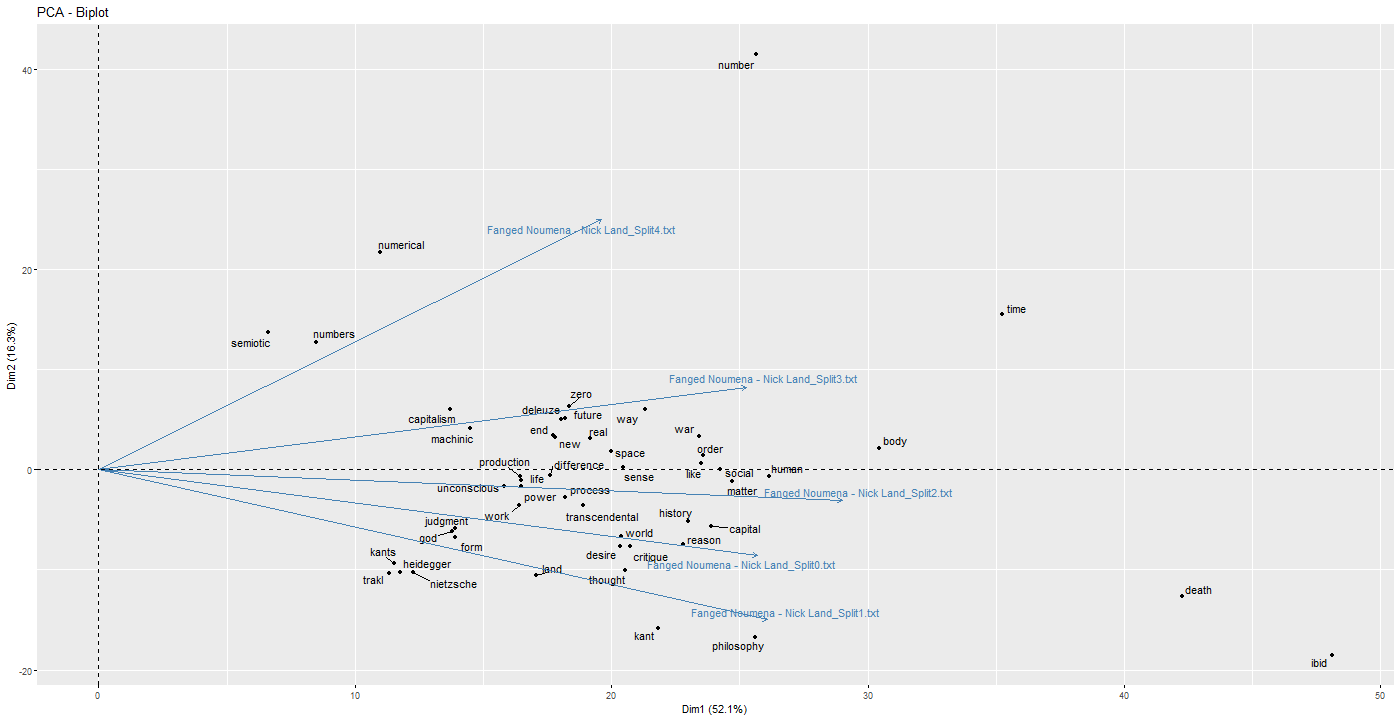 PCA - Biplot
number
40
Fanged Noumena - Nick Land_Split4.txt
numerical
20
time
numbers
semiotic
Fanged Noumena - Nick Land_Split3.txt
zero
deleuze
future
capitalism
way
end
real
war
machinic
new
body
order
space
production
difference
like
social
human
life
sense
unconscious
process
matter
Fanged Noumena - Nick Land_Split2.txt
power
work
transcendental
history
judgment
capital
god
world
reason
form
desire
critique
kants
heidegger
land
Fanged Noumena - Nick Land_Split0.txt
trakl
nietzsche
thought
death
Fanged Noumena - Nick Land_Split1.txt
kant
philosophy
ibid
0
-20
Dim2 (16.3%)
0
10
20
30
40
50
Dim1 (52.1%)